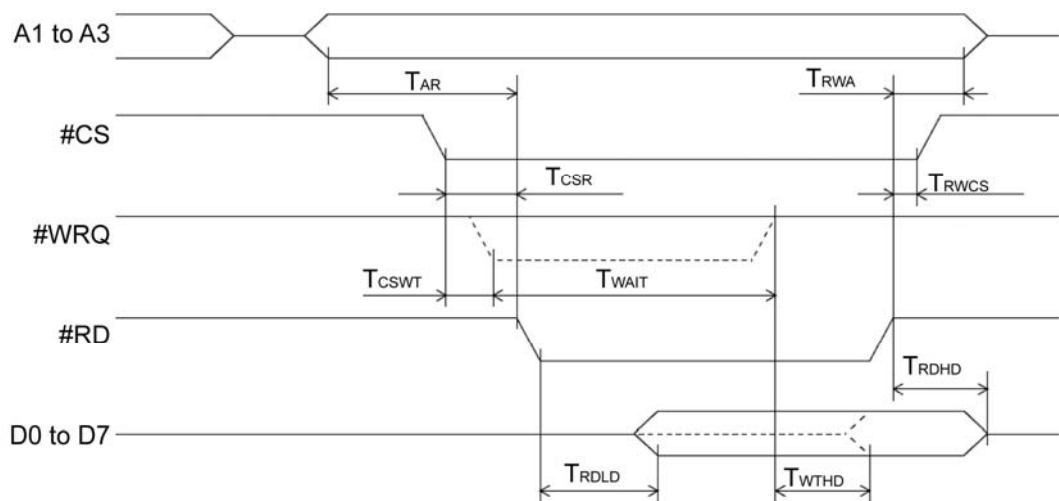 A1 to A3
TAR
TRWA
#CS
TCSR
TRWCS
#WRQ
TCSWT
TWAIT
#RD
TRDHD
D0 to D7
TRDLD
TWTHD